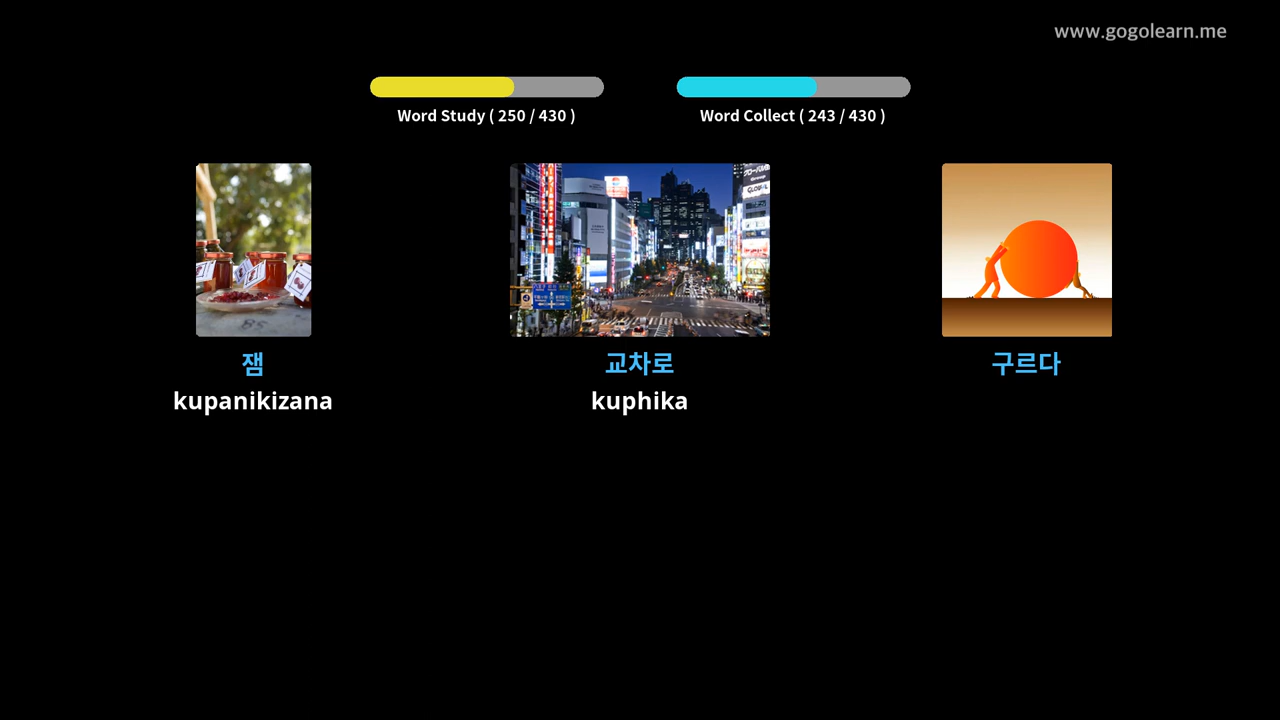 www.gogolearn.me
Word Study ( 250 / 430 )
Word Collect ( 243 / 430 )
GLOBAL
잼
교차로
구르다
kupanikizana
kuphika